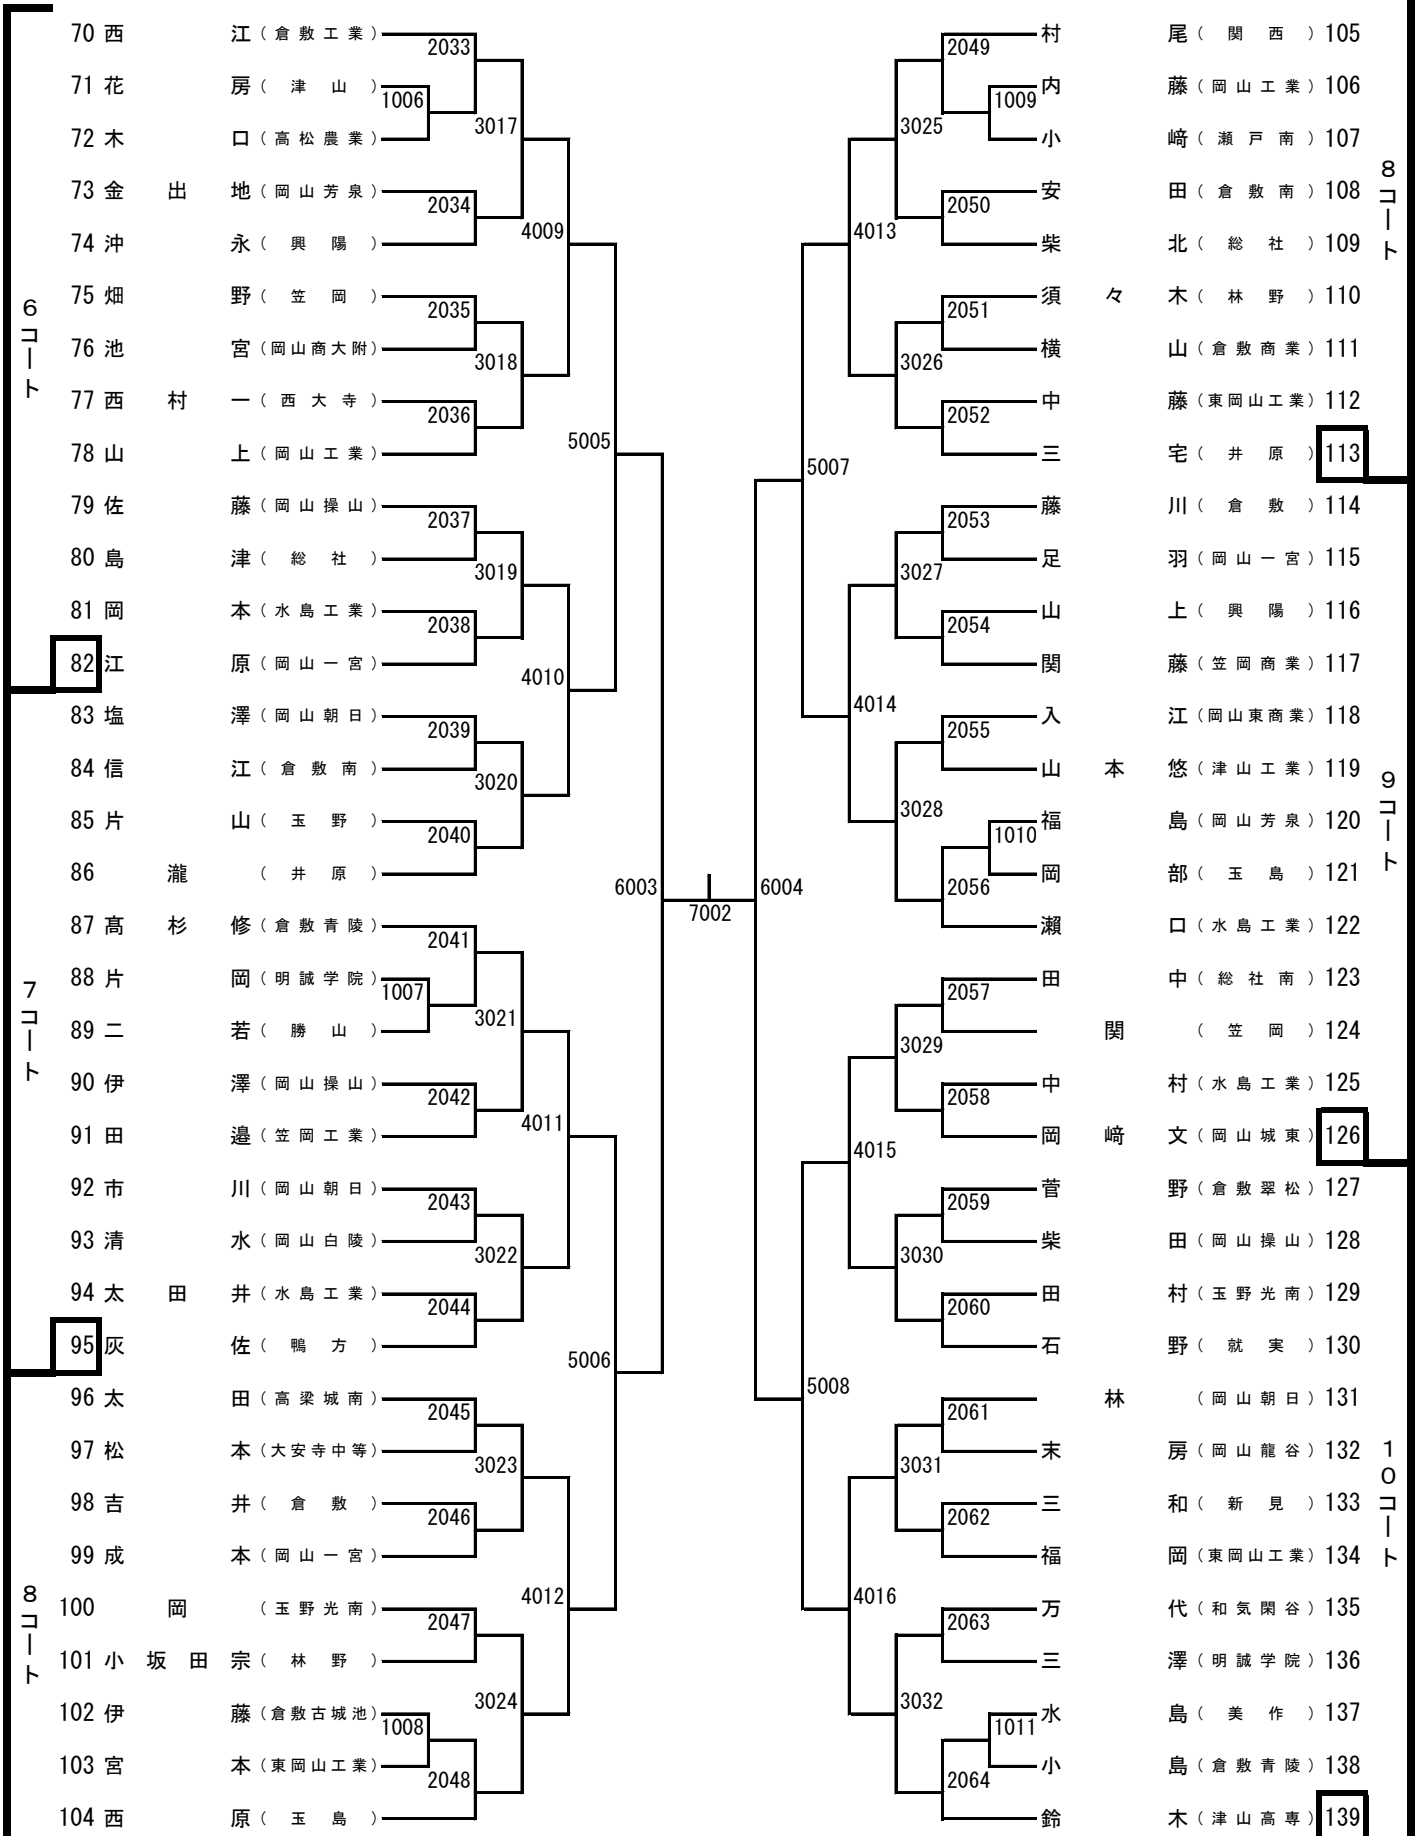 70 西江（倉敷工業）
71 花房（津山）
72 木口（高松農業）
73 金出地（岡山芳泉）
74 沖永（興陽）
75 畑野（笠岡）
76 池宮（岡山商大附）
77 西村一（西大寺）
78 山上（岡山工業）
79 佐藤（岡山操山）
80 島津（総社）
81 岡本（水島工業）
82 江原（岡山一宮）
83 塩澤（岡山朝日）
84 信江（倉敷南）
85 片山（玉野）
86 瀧（井原）
87 髙杉修（倉敷青陵）
88 片岡（明誠学院）
89 二若（勝山）
90 伊澤（岡山操山）
91 田邉（笠岡工業）
92 市川（岡山朝日）
93 清水（岡山白陵）
94 太田井（水島工業）
95 灰佐（鴨方）
96 太田（高梁城南）
97 松本（大安寺中等）
98 吉井（倉敷）
99 成本（岡山一宮）
100 岡（玉野光南）
101 小坂田宗（林野）
102 伊藤（倉敷古城池）
103 宮本（東岡山工業）
104 西原（玉島）
6コート
7コート
8コート
2033
1006
3017
2034
4009
2035
3018
2036
5005
2037
3019
2038
4010
2039
3020
2040
6003
2041
1007
3021
2042
4011
2043
3022
2044
5006
2045
3023
2046
4012
2047
3024
1008
2048
7002
村尾（関西）105
内藤（岡山工業）106
小﨑（瀬戸南）107
安田（倉敷南）108
柴北（総社）109
須々木（林野）110
横山（倉敷商業）111
中藤（東岡山工業）112
三宅（井原）113
藤川（倉敷）114
足羽（岡山一宮）115
山上（興陽）116
関藤（笠岡商業）117
入江（岡山東商業）118
山本悠（津山工業）119
福島（岡山芳泉）120
岡部（玉島）121
瀬口（水島工業）122
田中（総社南）123
関（笠岡）124
中村（水島工業）125
岡﨑文（岡山城東）126
菅野（倉敷翠松）127
柴田（岡山操山）128
田村（玉野光南）129
石野（就実）130
林（岡山朝日）131
末房（岡山龍谷）132
三和（新見）133
福岡（東岡山工業）134
万代（和気閑谷）135
三澤（明誠学院）136
水島（美作）137
小島（倉敷青陵）138
鈴木（津山高専）139
8コート
9コート
10コート
2049
1009
3025
2050
4013
2051
3026
2052
5007
2053
3027
2054
4014
2055
3028
1010
2056
6004
2057
3029
2058
4015
2059
3030
2060
5008
2061
3031
2062
4016
2063
3032
1011
2064